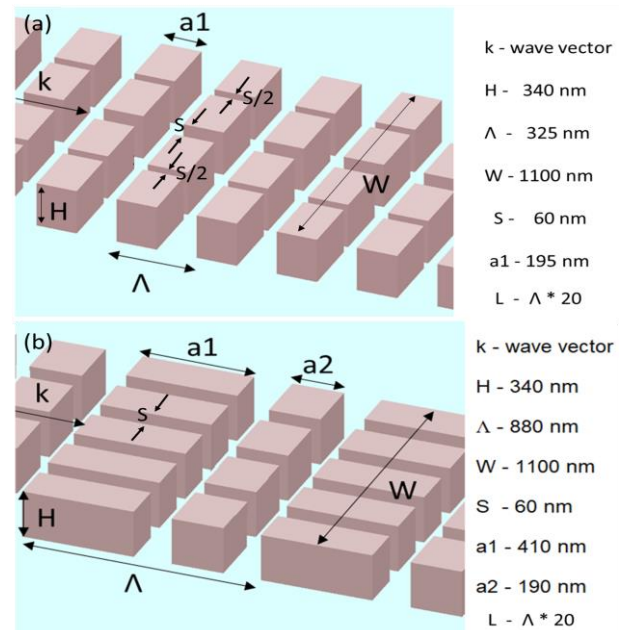 (a)
a1
k
S/2
S
S/2
W
H
Λ
k - wave vector
H - 340 nm
Λ - 325 nm
W - 1100 nm
S - 60 nm
a1 - 195 nm
L - Λ * 20
(b)
a1
a2
k
S
W
H
Λ
k - wave vector
H - 340 nm
Λ - 880 nm
W - 1100 nm
S - 60 nm
a1 - 410 nm
a2 - 190 nm
L - Λ * 20